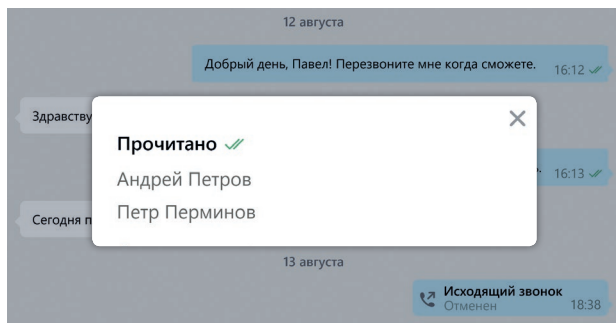 12 августа
Добрый день, Павел! Перезвоните мне когда сможете.
16:12
Здравству
Прочитано
Андрей Петров
16:13
Петр Перминов
Сегодня п
13 августа
Исходящий звонок
Отменен 18:38